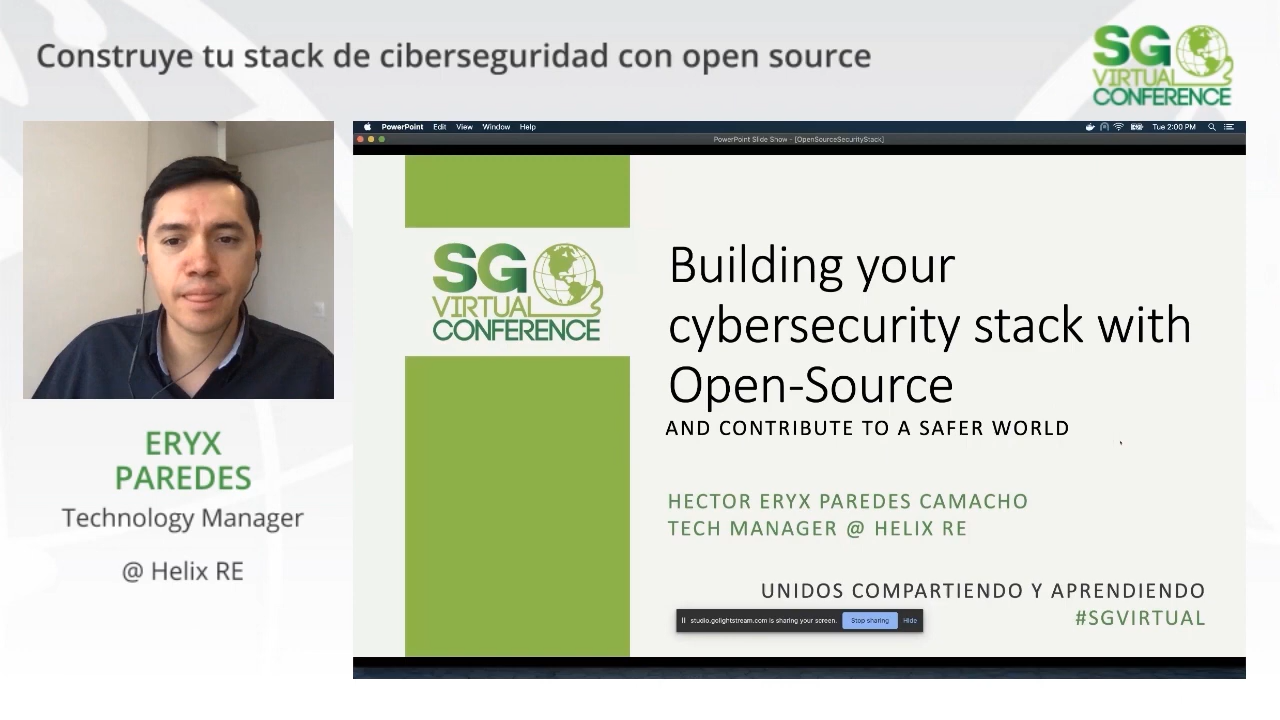 Construye tu stack de ciberseguridad con open source
SG
VIRTUAL
CONFERENCE
PowerPoint Edit View Window Help
Tue 2:00 PM
PowerPoint Slide Show - [OpenSourceSecurityStack]
SG
VIRTUAL
CONFERENCE
Building your
cybersecurity stack with
Open-Source
AND CONTRIBUTE TO A SAFER WORLD
HECTOR ERYX PAREDES CAMACHO
TECH MANAGER @ HELIX RE
UNIDOS COMPARTIENDO Y APRENDIENDO
#SGVIRTUAL
studio.golightstream.com is sharing your screen. Stop sharing Hide
ERYX
PAREDES
Technology Manager
@ Helix RE